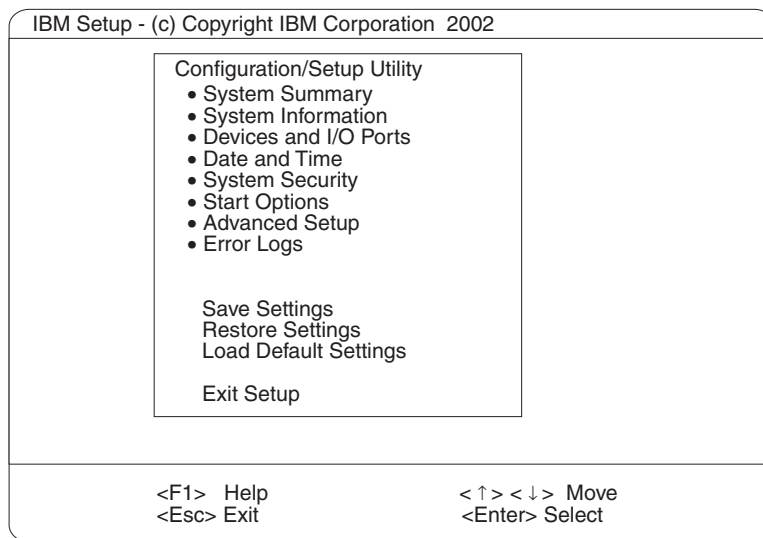 IBM Setup - (c) Copyright IBM Corporation 2002
Configuration/Setup Utility
• System Summary
• System Information
• Devices and I/O Ports
• Date and Time
• System Security
• Start Options
• Advanced Setup
• Error Logs
Save Settings
Restore Settings
Load Default Settings
Exit Setup
<F1> Help <↑> <↓> Move
<Esc> Exit <Enter> Select